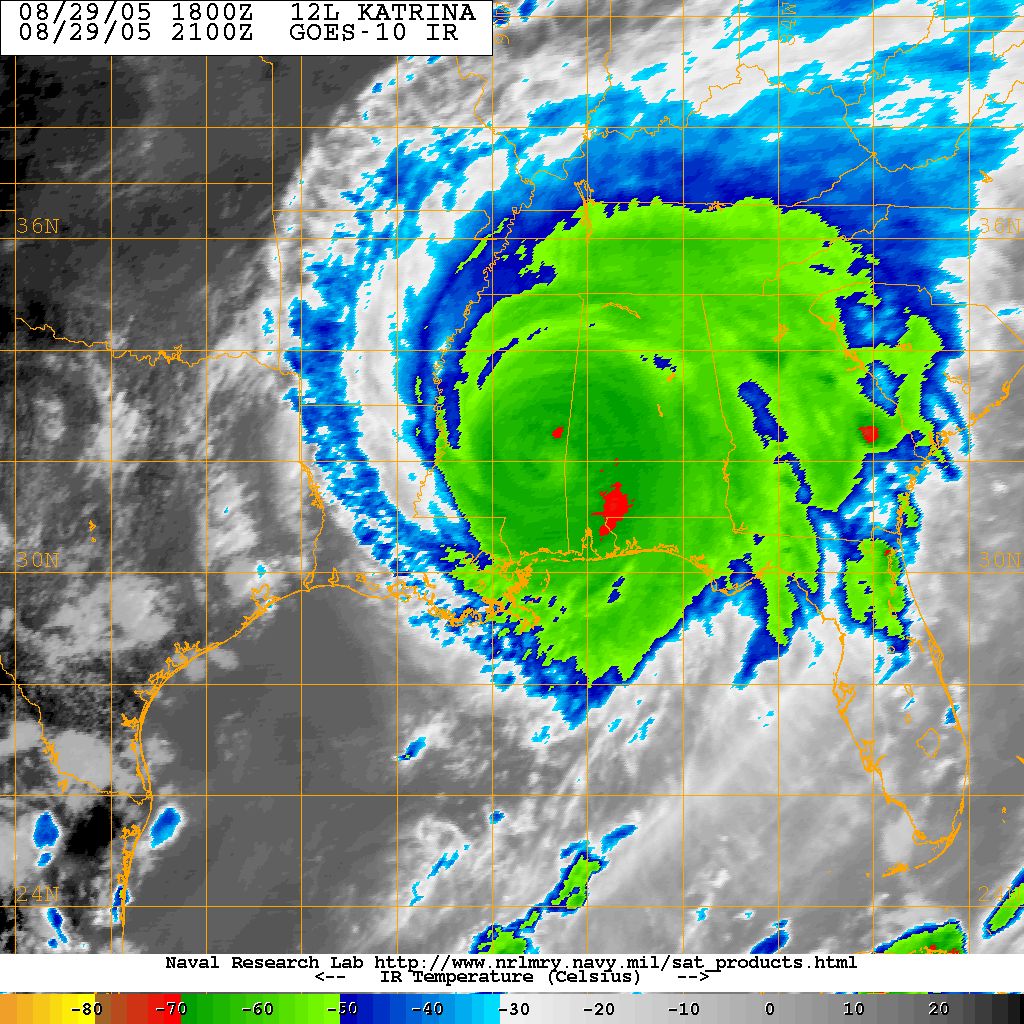 08/29/05 1800Z 12L KATRINA
08/29/05 2100Z GOES-10 IR
36N 36N
30N 30N
24N
Naval Research Lab http://www.nrlmry.navy.mil/sat_products.html
<-- IR Temperature (Celsius) -->
-80 -70 -60 -50 -40 -30 -20 -10 0 10 20